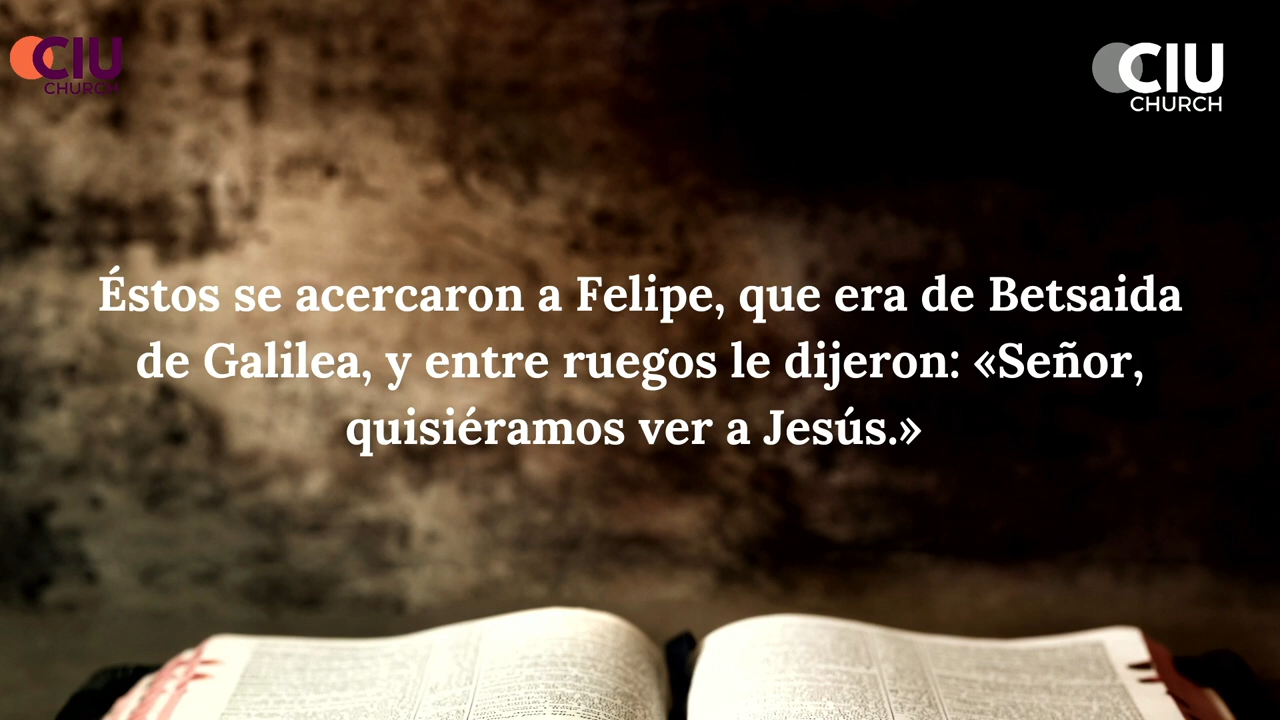 CIU
CHURCH
CIU
CHURCH
Éstos se acercaron a Felipe, que era de Betsaida
de Galilea, y entre ruegos le dijeron: «Señor,
quisiéramos ver a Jesús.»